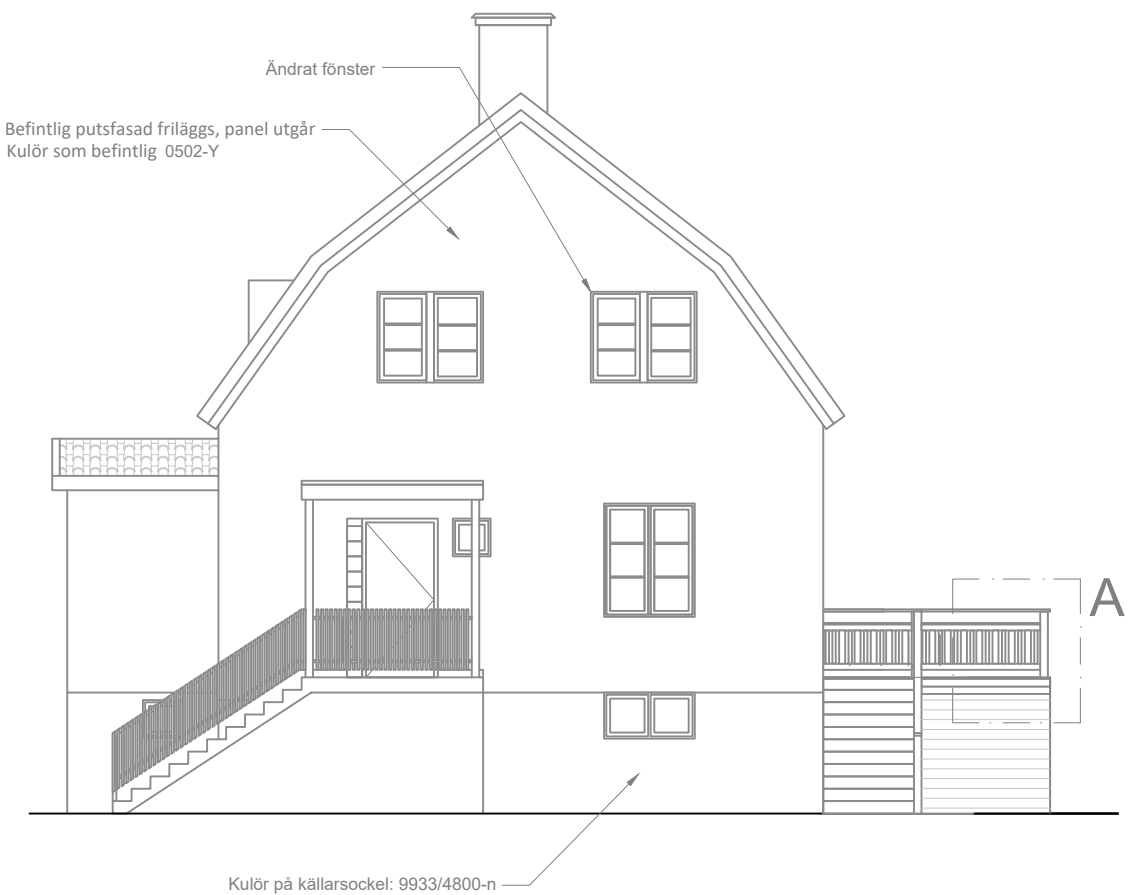 Ändrat fönster
Befintlig putsfasad friläggs, panel utgår
Kulör som befintlig 0502-Y
A
Kulör på källarsockel: 9933/4800-n